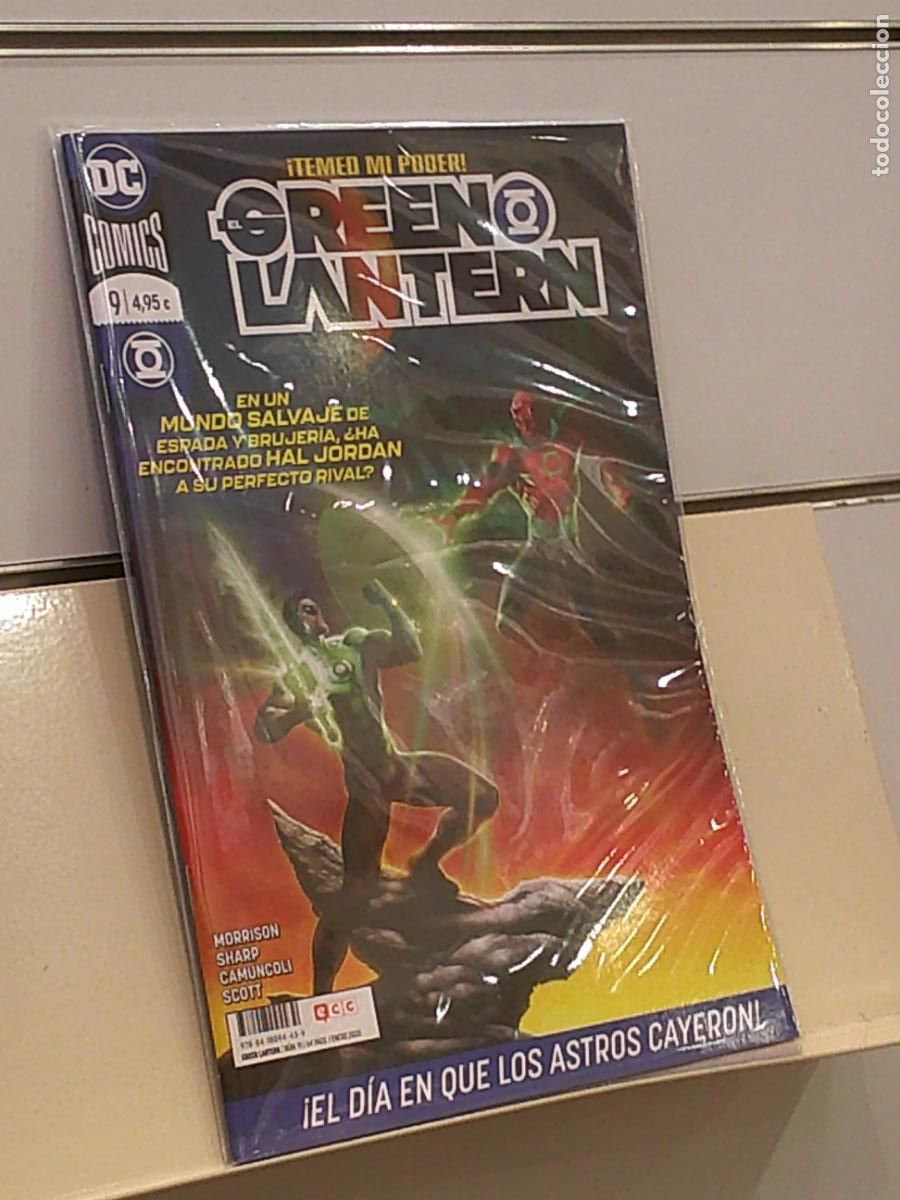 todocoleccion
DC
COMICS
9 | 4,95 €
¡TEMED MI PODER!
EL
GREEN
LANTERN
EN UN
MUNDO SALVAJE DE
ESPADA Y BRUJERÍA, ¿HA
ENCONTRADO HAL JORDAN
A SU PERFECTO RIVAL?
MORRISON
SHARP
CAMUNCOLI
SCOTT
ecc
¡EL DÍA EN QUE LOS ASTROS CAYERON!